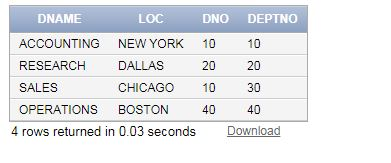 DNAME LOC DNO DEPTNO
ACCOUNTING NEW YORK 10 10
RESEARCH DALLAS 20 20
SALES CHICAGO 10 30
OPERATIONS BOSTON 40 40
4 rows returned in 0.03 seconds Download